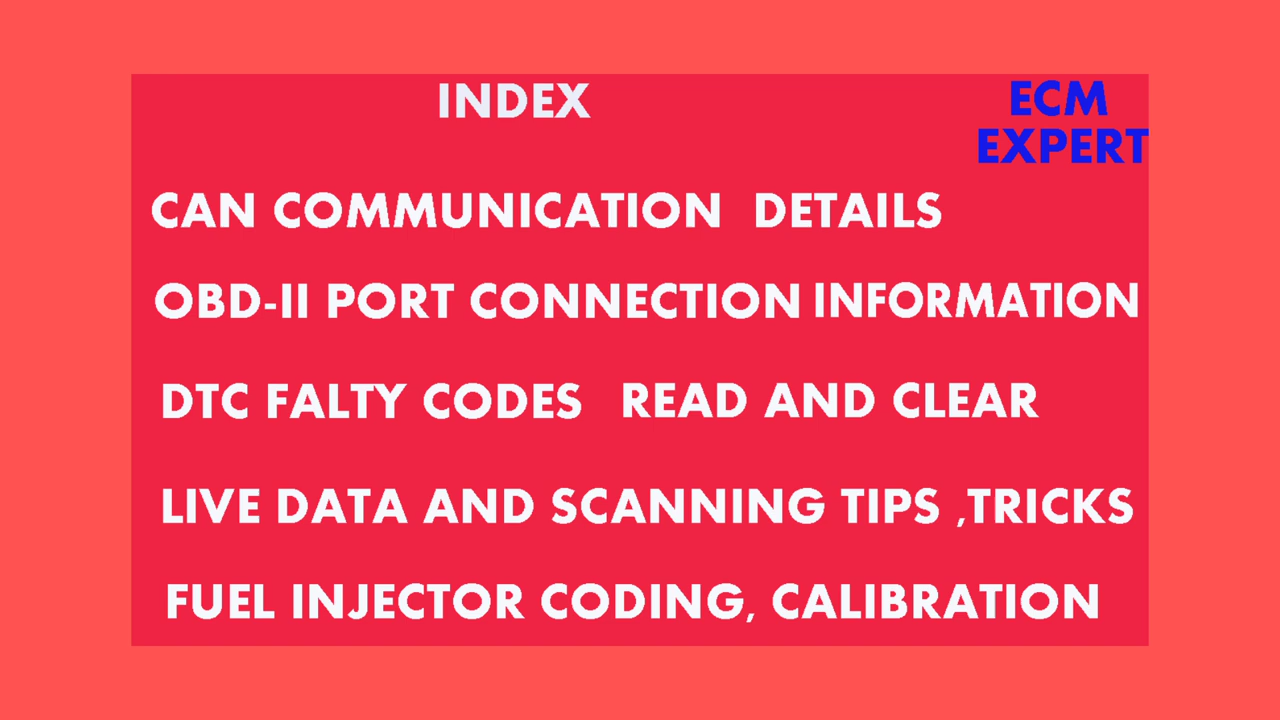 INDEX
ECM
EXPERT
CAN COMMUNICATION DETAILS
OBD-II PORT CONNECTION INFORMATION
DTC FALTY CODES READ AND CLEAR
LIVE DATA AND SCANNING TIPS ,TRICKS
FUEL INJECTOR CODING, CALIBRATION